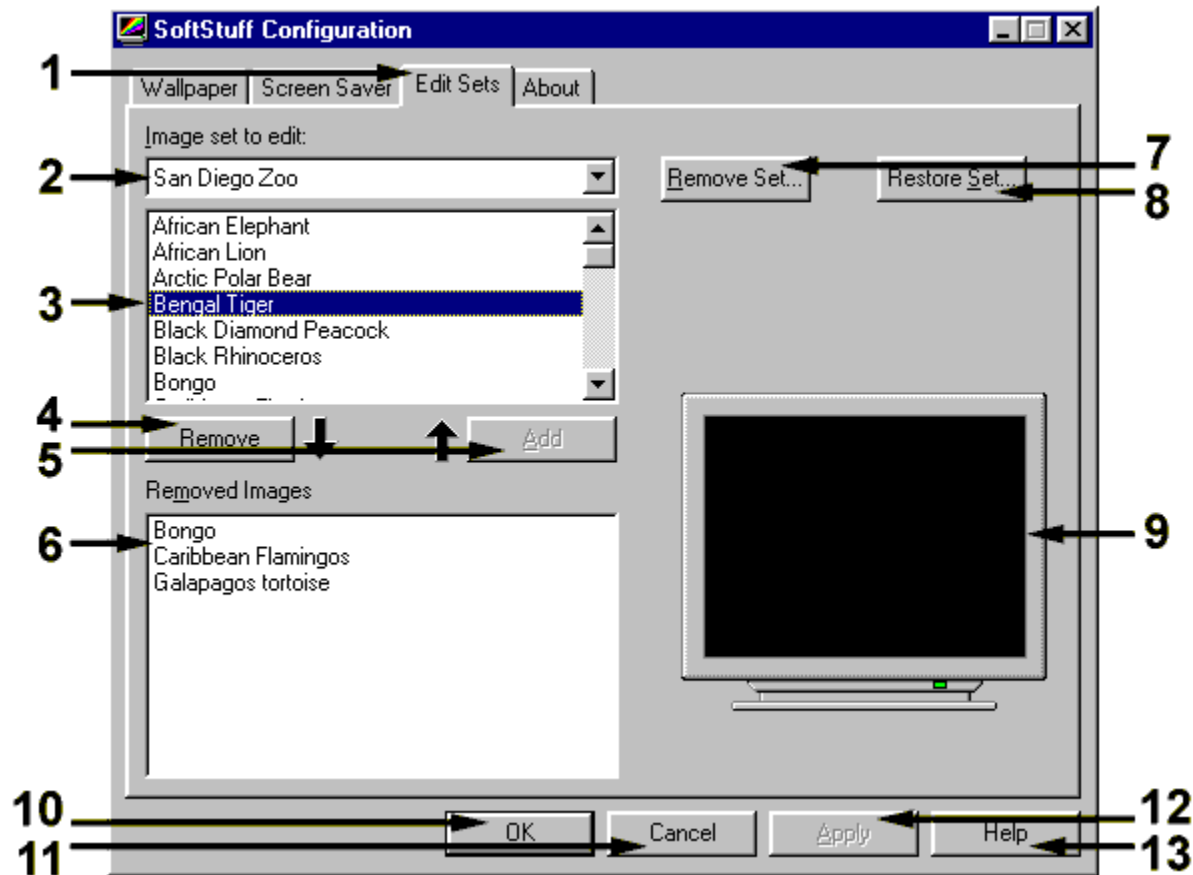 SoftStuff Configuration
1
Wallpaper Screen Saver Edit Sets About
Image set to edit:
2 San Diego Zoo Remove Set... 7 Restore Set... 8
African Elephant
African Lion
Arctic Polar Bear
3 Bengal Tiger
Black Diamond Peacock
Black Rhinoceros
Bongo
4 Remove
5 Add
Removed Images
6 Bongo
Caribbean Flamingos
Galapagos tortoise
9
10 OK 11 Cancel Apply 12 Help 13